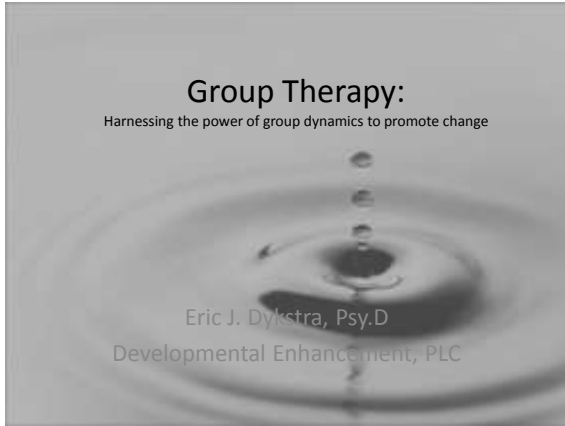 Group Therapy:
Harnessing the power of group dynamics to promote change
Eric J. Dykstra, Psy.D
Developmental Enhancement, PLC